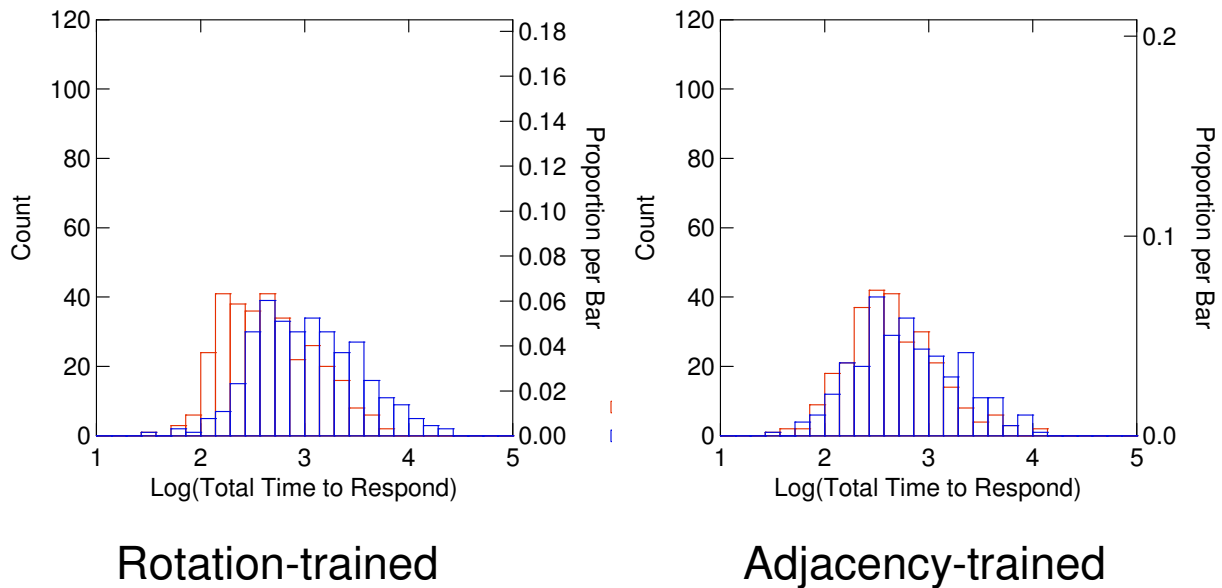 120
100
80
60
40
20
0
Count
0.18
0.16
0.14
0.12
0.10
0.08
0.06
0.04
0.02
0.00
Proportion per Bar
1 2 3 4 5
Log(Total Time to Respond)
Rotation-trained
120
100
80
60
40
20
0
Count
0.2
0.1
0.0
Proportion per Bar
1 2 3 4 5
Log(Total Time to Respond)
Adjacency-trained